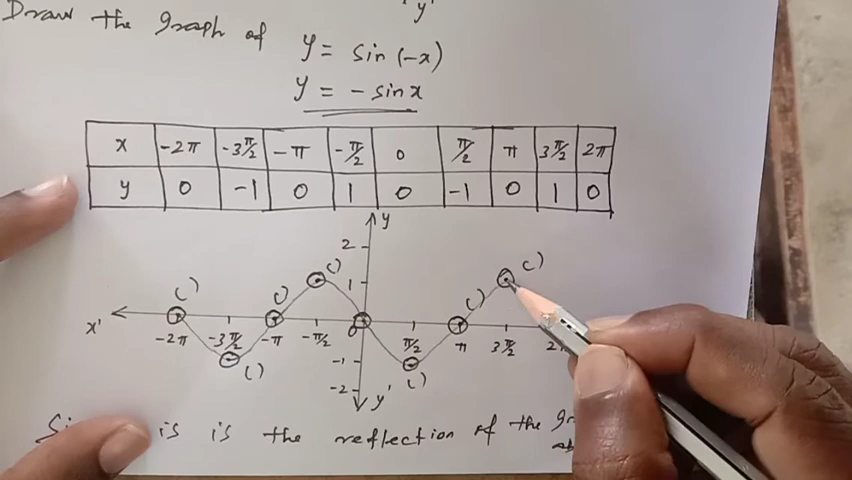 y'
Draw the graph of
y = sin (-x)
y = - sinx
x -2π -3π/2 -π -π/2 0 π/2 π 3π/2 2π
y 0 -1 0 1 0 -1 0 1 0
y
2
( ) ( ) ( ) 1 ( ) ( )
x' 0
-2π -3π/2 -π -π/2 π/2 π 3π/2
( ) -1 ( )
-2 y'
is is the reflection of the